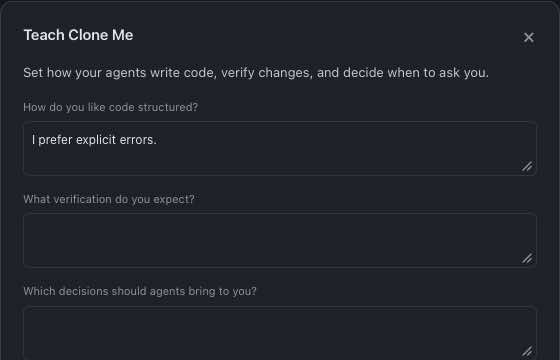 Teach Clone Me
Set how your agents write code, verify changes, and decide when to ask you.
How do you like code structured?
I prefer explicit errors.
What verification do you expect?
Which decisions should agents bring to you?